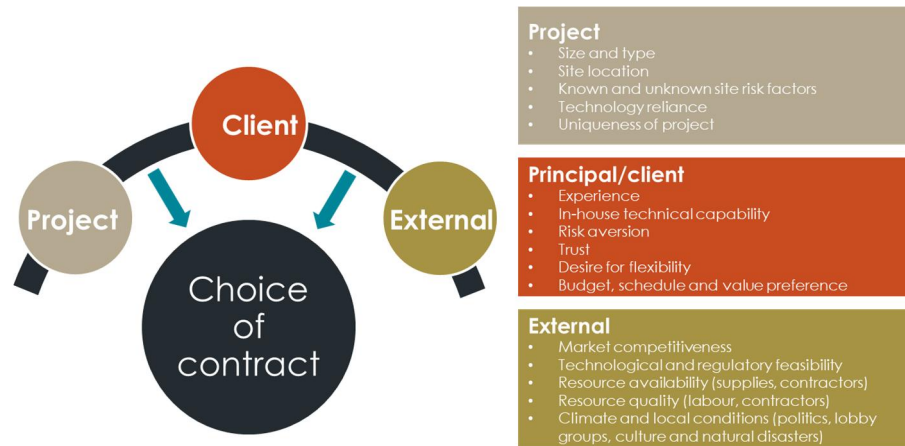 Client
Project
External
Choice
of
contract
Project
• Size and type
• Site location
• Known and unknown site risk factors
• Technology reliance
• Uniqueness of project
Principal/client
• Experience
• In-house technical capability
• Risk aversion
• Trust
• Desire for flexibility
• Budget, schedule and value preference
External
• Market competitiveness
• Technological and regulatory feasibility
• Resource availability (supplies, contractors)
• Resource quality (labour, contractors)
• Climate and local conditions (politics, lobby
groups, culture and natural disasters)